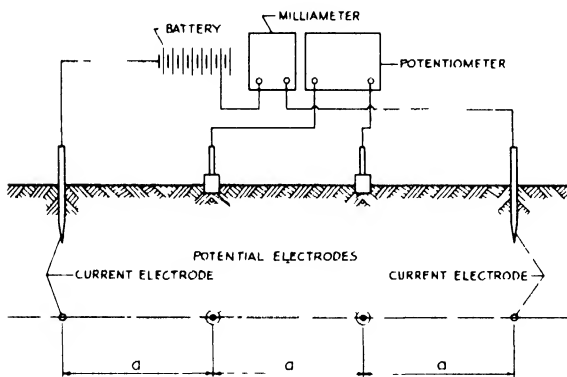 MILLIAMETER
BATTERY
POTENTIOMETER
POTENTIAL ELECTRODES
CURRENT ELECTRODE
CURRENT ELECTRODE
a
a
a